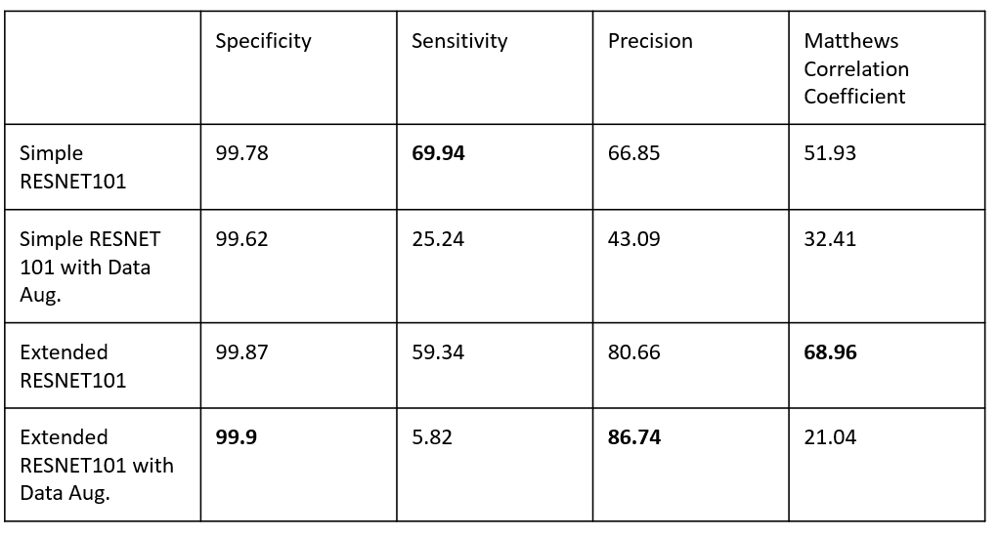 Specificity Sensitivity Precision Matthews
Correlation
Coefficient
Simple 99.78 69.94 66.85 51.93
RESNET101
Simple RESNET 99.62 25.24 43.09 32.41
101 with Data
Aug.
Extended 99.87 59.34 80.66 68.96
RESNET101
Extended 99.9 5.82 86.74 21.04
RESNET101 with
Data Aug.